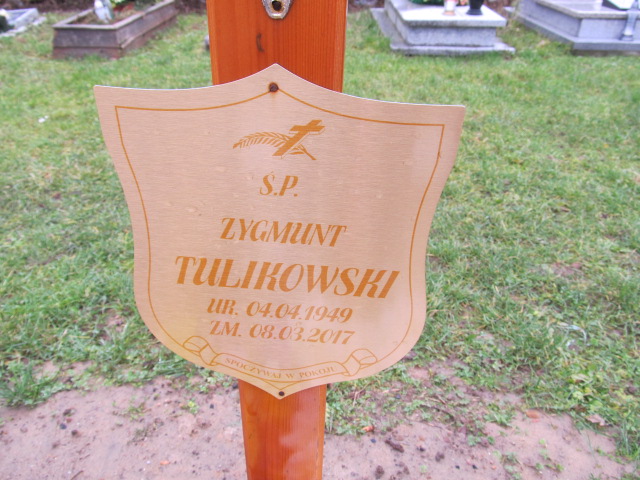 Ś.P.
ZYGMUNT
TULIKOWSKI
UR. 04.04.1949
ZM. 08.03.2017
SPOCZYWAJ W POKOJU